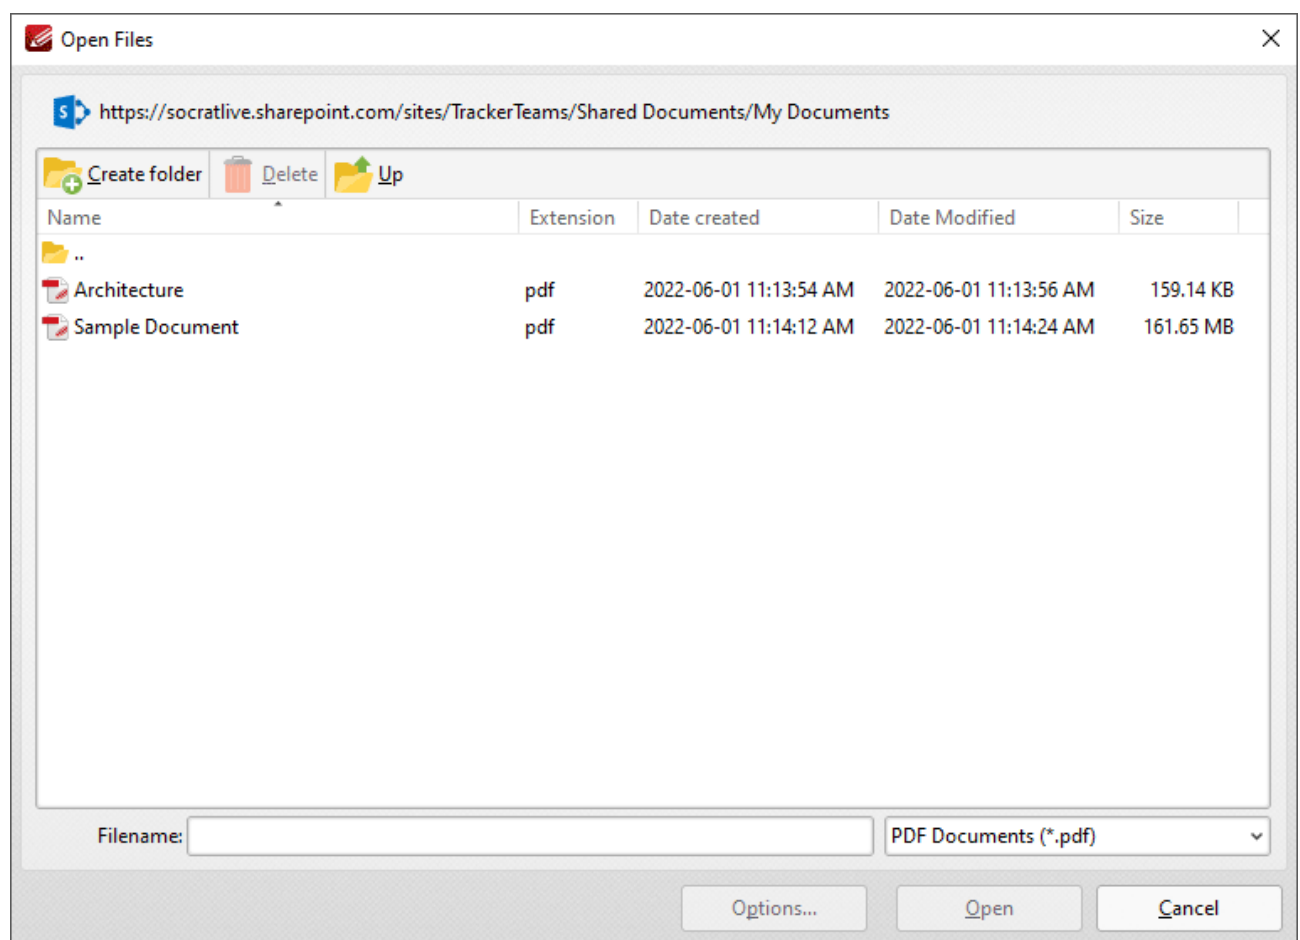 Open Files
https://socratlive.sharepoint.com/sites/TrackerTeams/Shared Documents/My Documents
Create folder Delete Up
Name Extension Date created Date Modified Size
..
Architecture pdf 2022-06-01 11:13:54 AM 2022-06-01 11:13:56 AM 159.14 KB
Sample Document pdf 2022-06-01 11:14:12 AM 2022-06-01 11:14:24 AM 161.65 MB
Filename: PDF Documents (*.pdf)
Options... Open Cancel